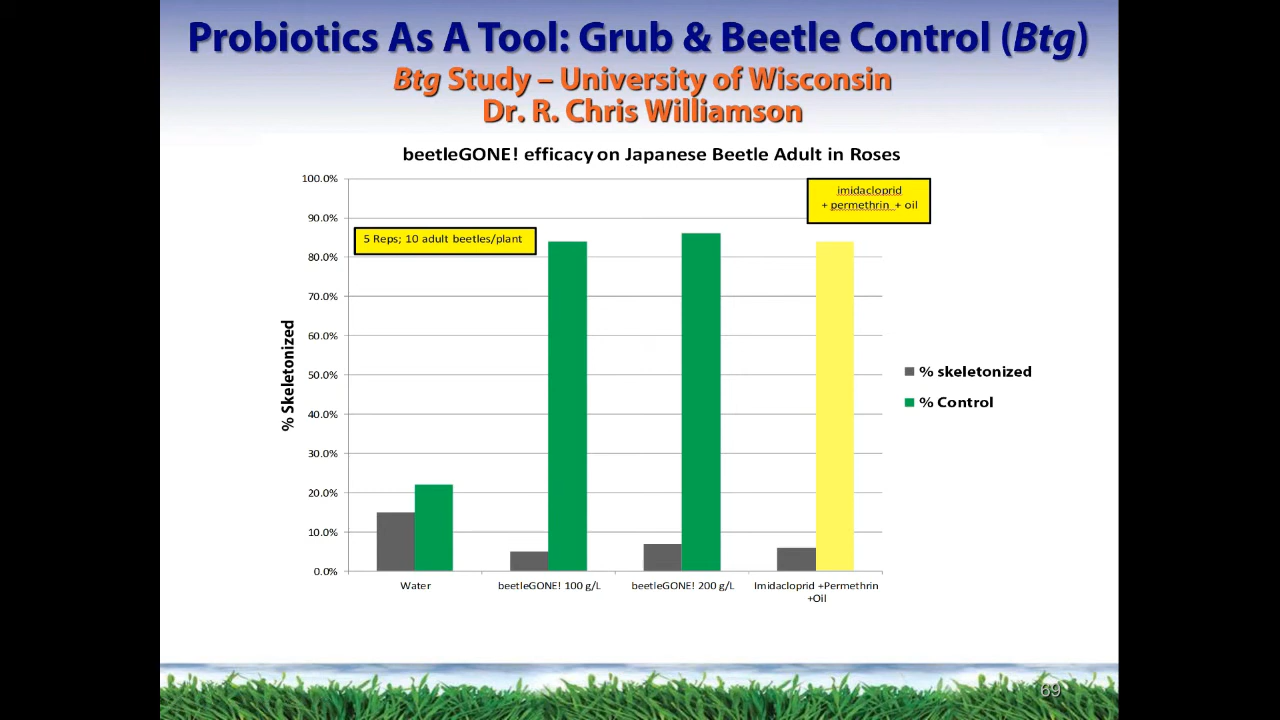 Probiotics As A Tool: Grub & Beetle Control (Btg)
Btg Study – University of Wisconsin
Dr. R. Chris Williamson
beetleGONE! efficacy on Japanese Beetle Adult in Roses
100.0%
90.0%
80.0%
70.0%
60.0%
50.0%
40.0%
30.0%
20.0%
10.0%
0.0%
% Skeletonized
5 Reps; 10 adult beetles/plant
imidacloprid
+ permethrin + oil
% skeletonized
% Control
Water
beetleGONE! 100 g/L
beetleGONE! 200 g/L
Imidacloprid +Permethrin
+Oil
69